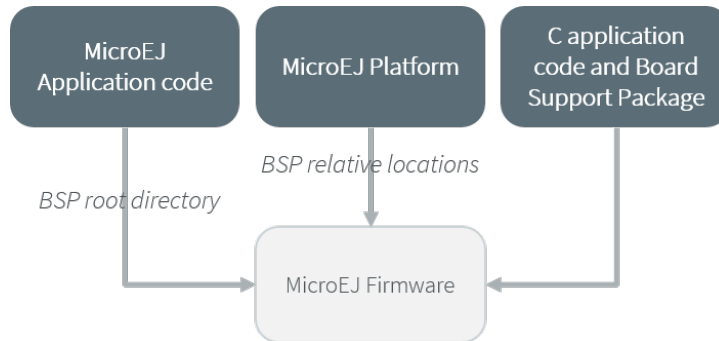 MicroEJ
Application code
MicroEJ Platform
C application
code and Board
Support Package
BSP relative locations
BSP root directory
MicroEJ Firmware